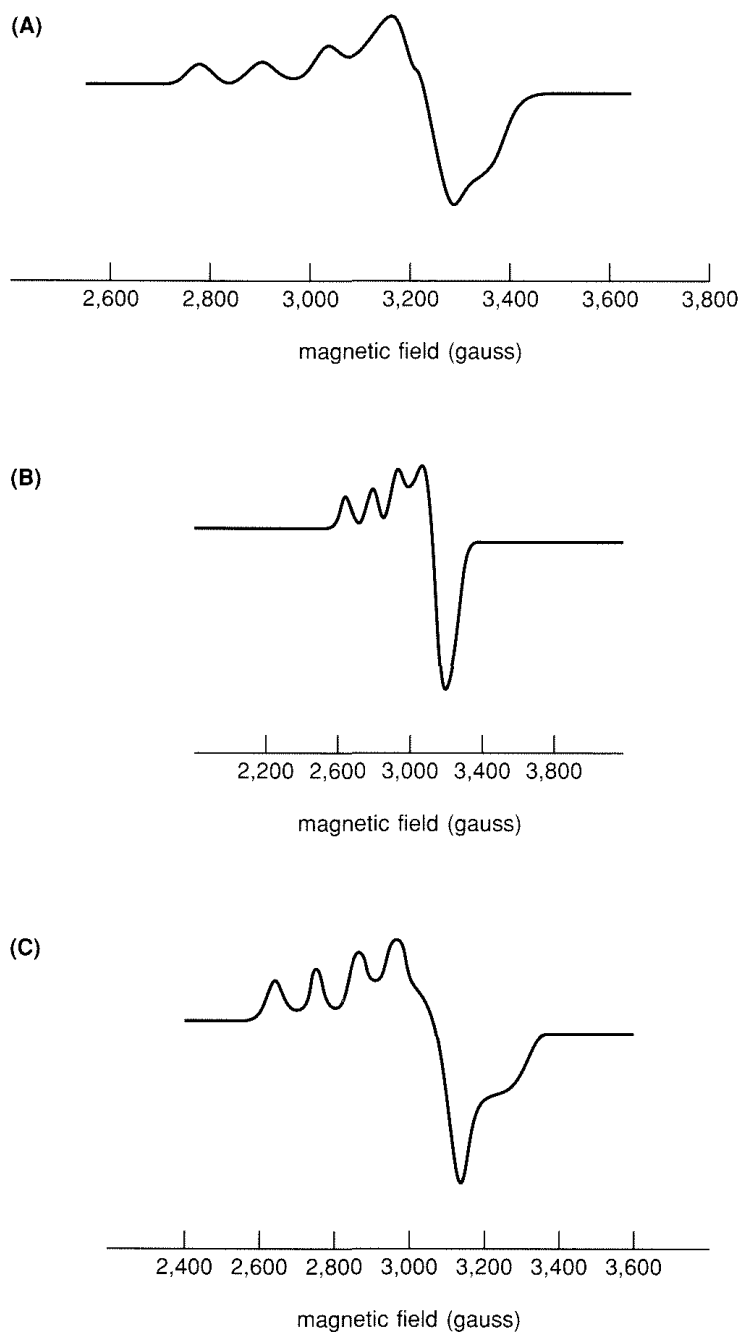 (A)
2,600 2,800 3,000 3,200 3,400 3,600 3,800
magnetic field (gauss)
(B)
2,200 2,600 3,000 3,400 3,800
magnetic field (gauss)
(C)
2,400 2,600 2,800 3,000 3,200 3,400 3,600
magnetic field (gauss)